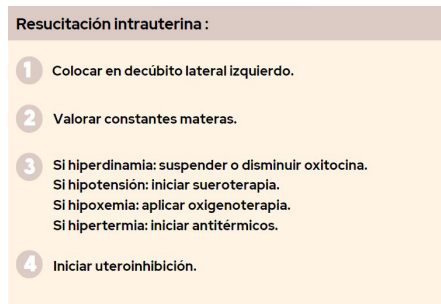 Resucitación intrauterina :
1 Colocar en decúbito lateral izquierdo.
2 Valorar constantes materas.
3 Si hiperdinamia: suspender o disminuir oxitocina.
Si hipotensión: iniciar sueroterapia.
Si hipoxemia: aplicar oxigenoterapia.
Si hipertermia: iniciar antitérmicos.
4 Iniciar uteroinhibición.